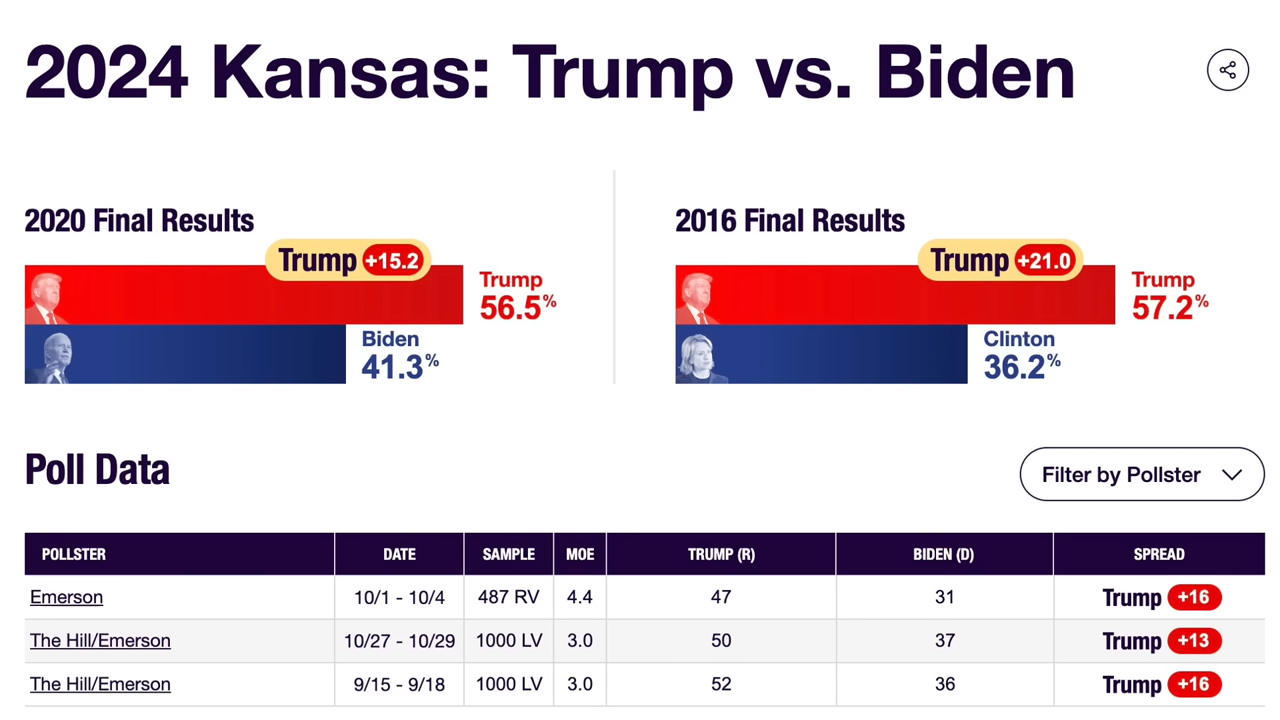 2024 Kansas: Trump vs. Biden
2020 Final Results
Trump +15.2
Trump
56.5%
Biden
41.3%
2016 Final Results
Trump +21.0
Trump
57.2%
Clinton
36.2%
Poll Data
Filter by Pollster
POLLSTER DATE SAMPLE MOE TRUMP (R) BIDEN (D) SPREAD
Emerson 10/1 - 10/4 487 RV 4.4 47 31 Trump +16
The Hill/Emerson 10/27 - 10/29 1000 LV 3.0 50 37 Trump +13
The Hill/Emerson 9/15 - 9/18 1000 LV 3.0 52 36 Trump +16